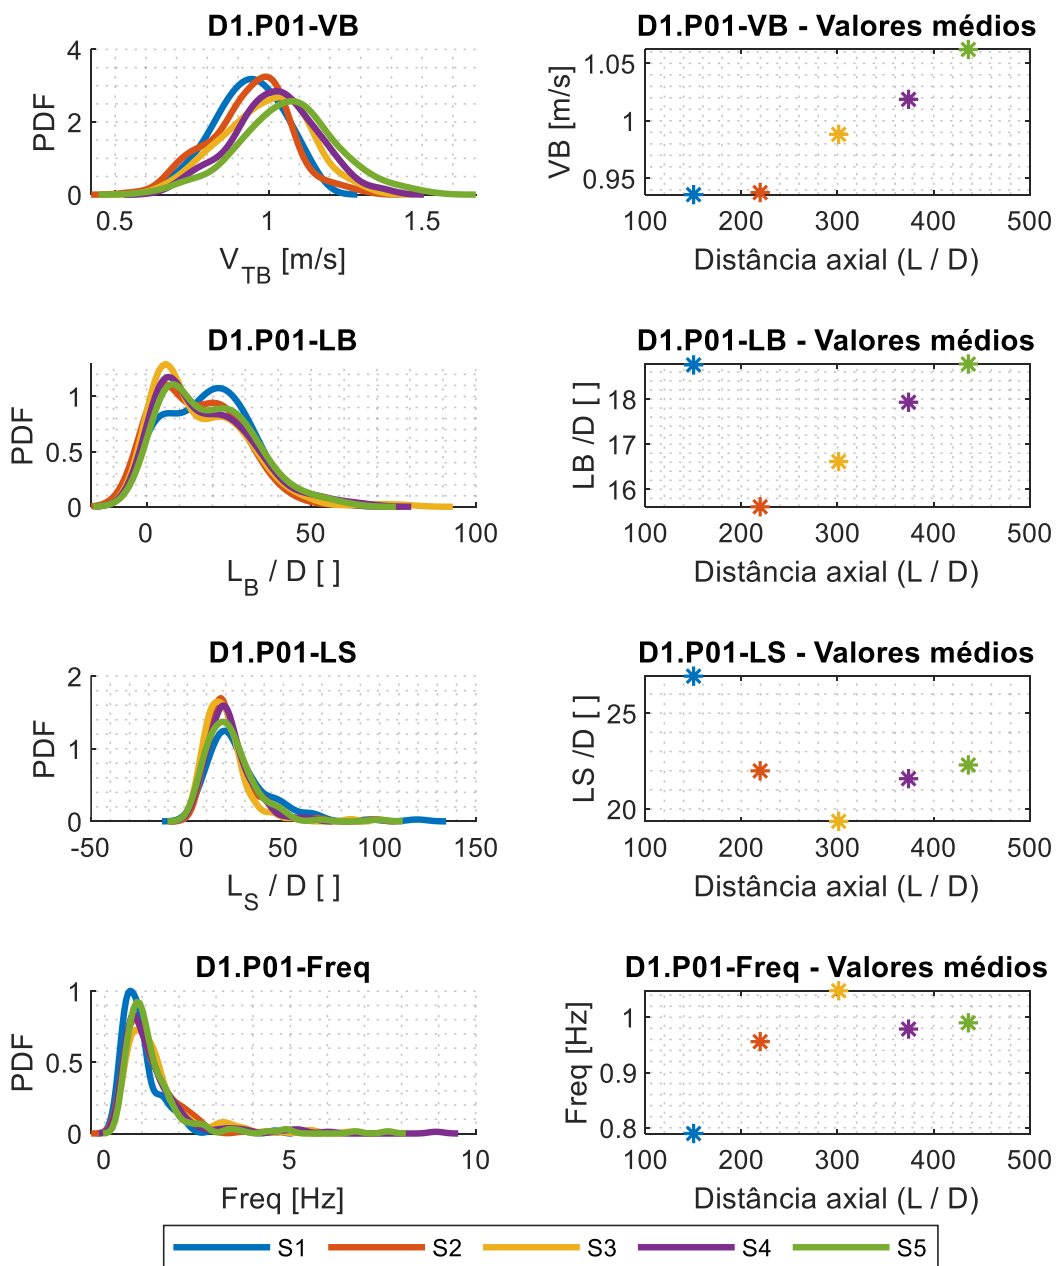 D1.P01-VB
4
2
0
PDF
0.5
1
1.5
V_TB [m/s]
D1.P01-VB - Valores médios
1.05
1
0.95
VB [m/s]
100
200
300
400
500
Distância axial (L / D)
D1.P01-LB
1
0.5
0
PDF
0
50
100
L_B / D [ ]
D1.P01-LB - Valores médios
18
17
16
LB /D [ ]
100
200
300
400
500
Distância axial (L / D)
D1.P01-LS
2
1
0
PDF
-50
0
50
100
150
L_S / D [ ]
D1.P01-LS - Valores médios
25
20
LS /D [ ]
100
200
300
400
500
Distância axial (L / D)
D1.P01-Freq
1
0.5
0
PDF
0
5
10
Freq [Hz]
D1.P01-Freq - Valores médios
1
0.9
0.8
Freq [Hz]
100
200
300
400
500
Distância axial (L / D)
S1
S2
S3
S4
S5